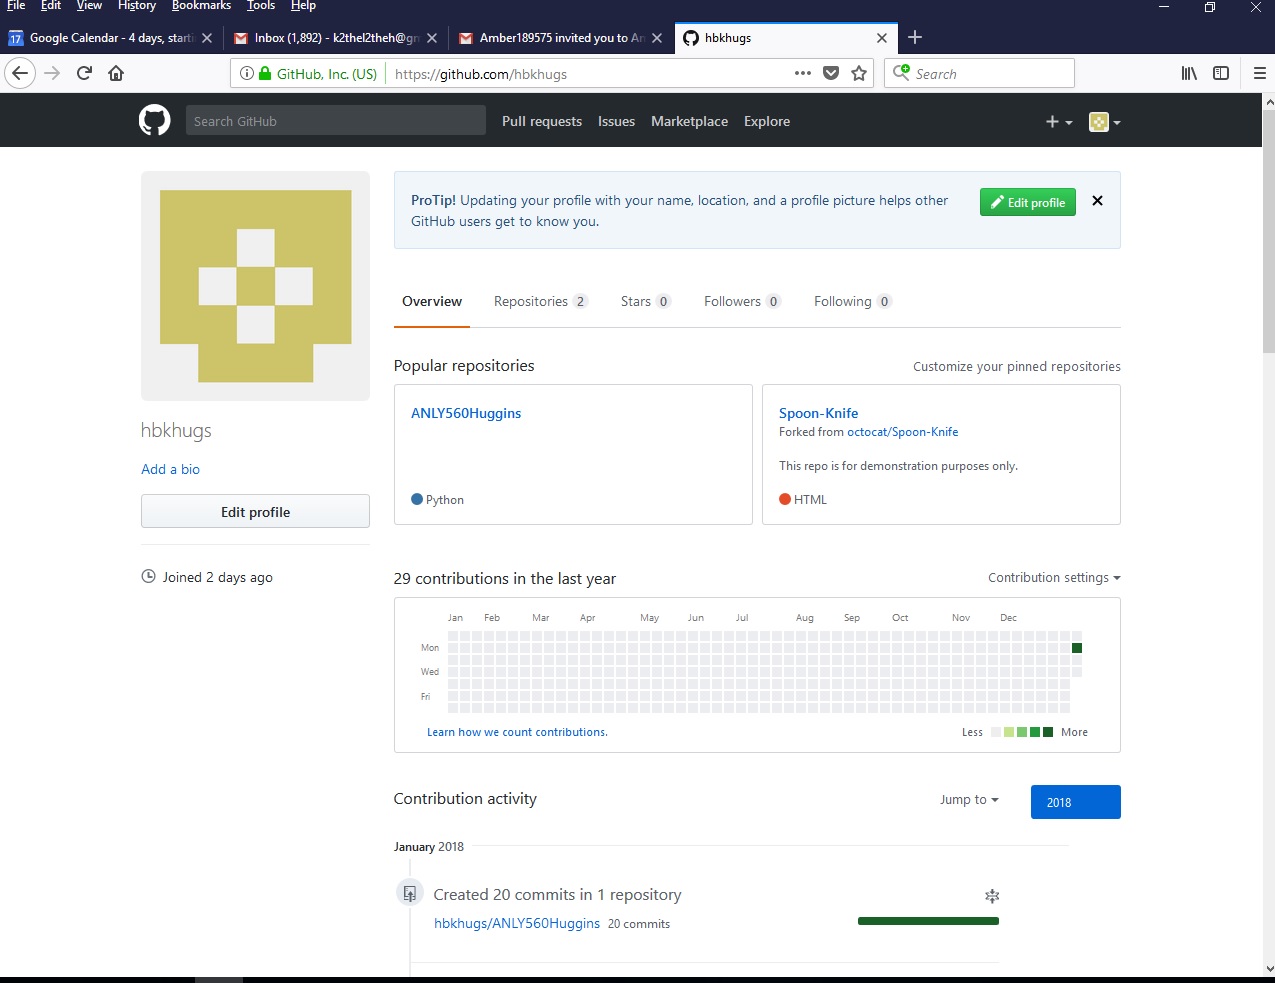 File Edit View History Bookmarks Tools Help
17 Google Calendar - 4 days, starti
Inbox (1,892) - k2thel2theh@gm
Amber189575 invited you to An
hbkhugs
GitHub, Inc. (US) https://github.com/hbkhugs
Search
Search GitHub
Pull requests Issues Marketplace Explore
ProTip! Updating your profile with your name, location, and a profile picture helps other
GitHub users get to know you.
Edit profile
Overview Repositories 2 Stars 0 Followers 0 Following 0
Popular repositories
Customize your pinned repositories
ANLY560Huggins
Python
Spoon-Knife
Forked from octocat/Spoon-Knife
This repo is for demonstration purposes only.
HTML
hbkhugs
Add a bio
Edit profile
Joined 2 days ago
29 contributions in the last year
Contribution settings
Jan Feb Mar Apr May Jun Jul Aug Sep Oct Nov Dec
Mon
Wed
Fri
Learn how we count contributions.
Less More
Contribution activity
Jump to
2018
January 2018
Created 20 commits in 1 repository
hbkhugs/ANLY560Huggins 20 commits